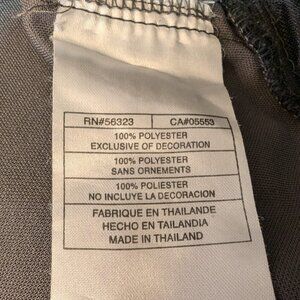 RN#56323 CA#05553
100% POLYESTER
EXCLUSIVE OF DECORATION
100% POLYESTER
SANS ORNEMENTS
100% POLIESTER
NO INCLUYE LA DECORACION
FABRIQUE EN THAILANDE
HECHO EN TAILANDIA
MADE IN THAILAND